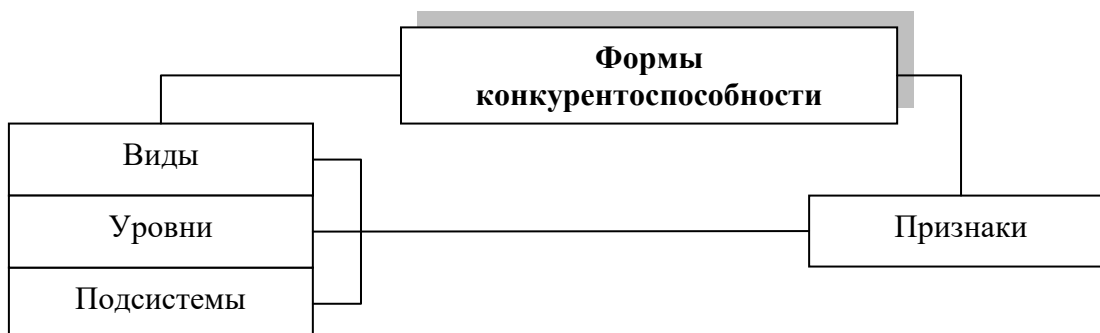 Формы
конкурентоспособности
Виды
Уровни
Признаки
Подсистемы